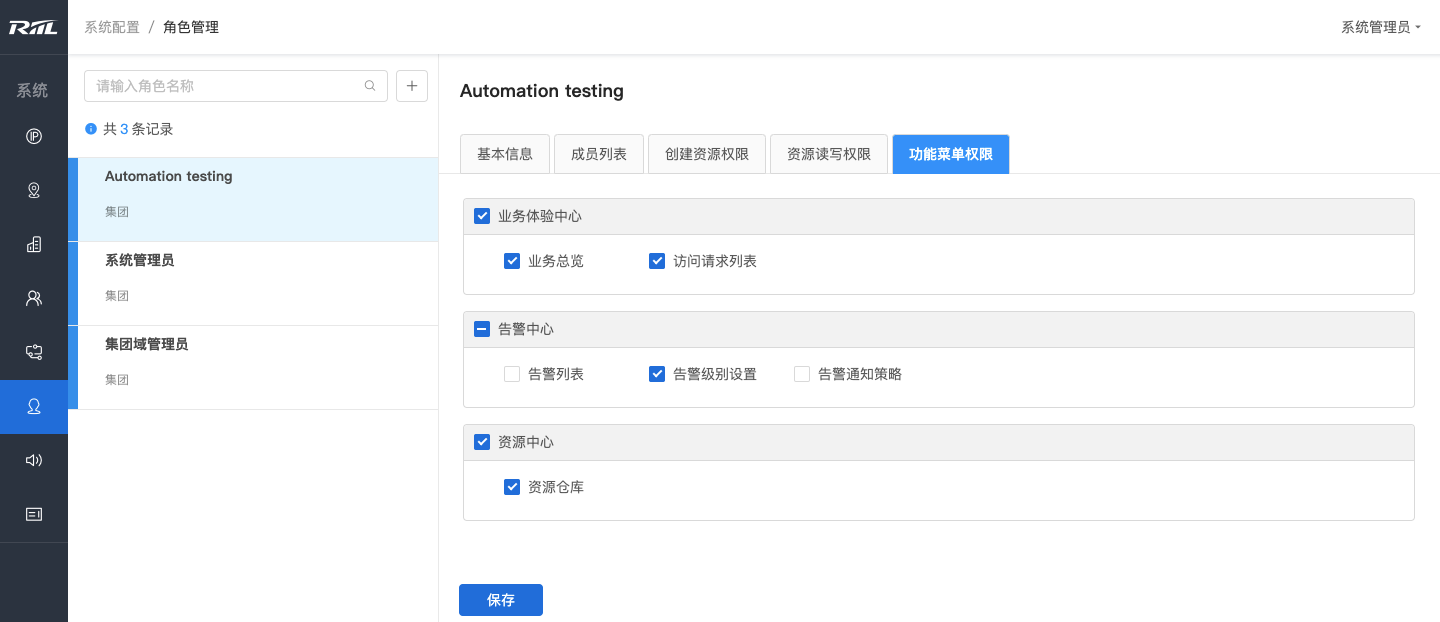 RIIL
系统配置 / 角色管理
系统管理员
系统
请输入角色名称
共 3 条记录
Automation testing
集团
系统管理员
集团
集团域管理员
集团
Automation testing
基本信息
成员列表
创建资源权限
资源读写权限
功能菜单权限
业务体验中心
业务总览
访问请求列表
告警中心
告警列表
告警级别设置
告警通知策略
资源中心
资源仓库
保存